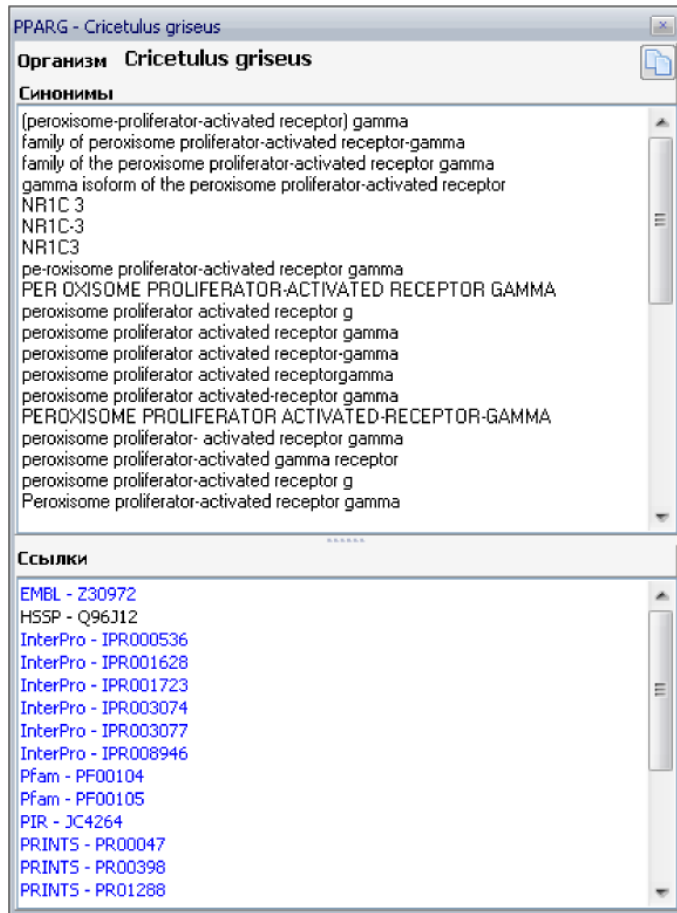 PPARG - Cricetulus griseus
Организм Cricetulus griseus
Синонимы
(peroxisome-proliferator-activated receptor) gamma
family of peroxisome proliferator-activated receptor-gamma
family of the peroxisome proliferator-activated receptor gamma
gamma isoform of the peroxisome proliferator-activated receptor
NR1C 3
NR1C-3
NR1C3
pe-roxisome proliferator-activated receptor gamma
PER OXISOME PROLIFERATOR-ACTIVATED RECEPTOR GAMMA
peroxisome proliferator activated receptor g
peroxisome proliferator activated receptor gamma
peroxisome proliferator activated receptor-gamma
peroxisome proliferator activated receptorgamma
peroxisome proliferator activated-receptor gamma
PEROXISOME PROLIFERATOR ACTIVATED-RECEPTOR-GAMMA
peroxisome proliferator- activated receptor gamma
peroxisome proliferator-activated gamma receptor
peroxisome proliferator-activated receptor g
Peroxisome proliferator-activated receptor gamma
Ссылки
EMBL - Z30972
HSSP - Q96J12
InterPro - IPR000536
InterPro - IPR001628
InterPro - IPR001723
InterPro - IPR003074
InterPro - IPR003077
InterPro - IPR008946
Pfam - PF00104
Pfam - PF00105
PIR - JC4264
PRINTS - PR00047
PRINTS - PR00398
PRINTS - PR01288